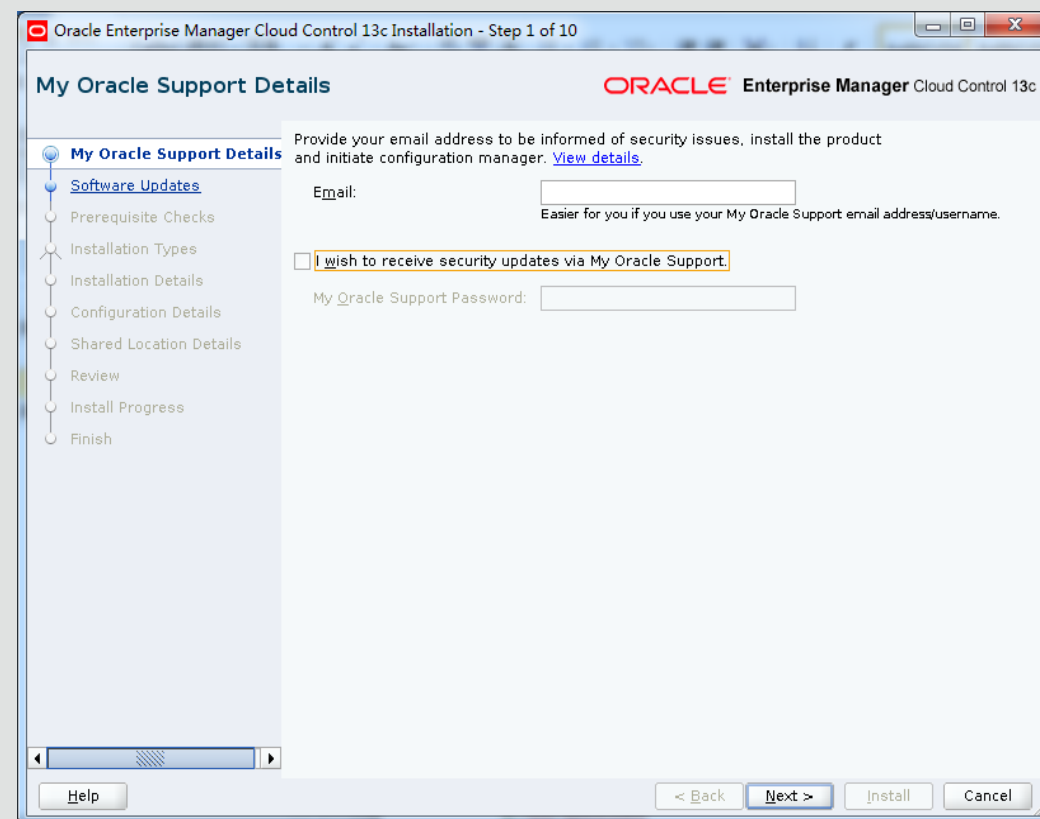 Oracle Enterprise Manager Cloud Control 13c Installation - Step 1 of 10
My Oracle Support Details
ORACLE Enterprise Manager Cloud Control 13c
My Oracle Support Details
Software Updates
Prerequisite Checks
Installation Types
Installation Details
Configuration Details
Shared Location Details
Review
Install Progress
Finish
Provide your email address to be informed of security issues, install the product
and initiate configuration manager. View details.
Email:
Easier for you if you use your My Oracle Support email address/username.
I wish to receive security updates via My Oracle Support.
My Oracle Support Password:
Help
< Back
Next >
Install
Cancel